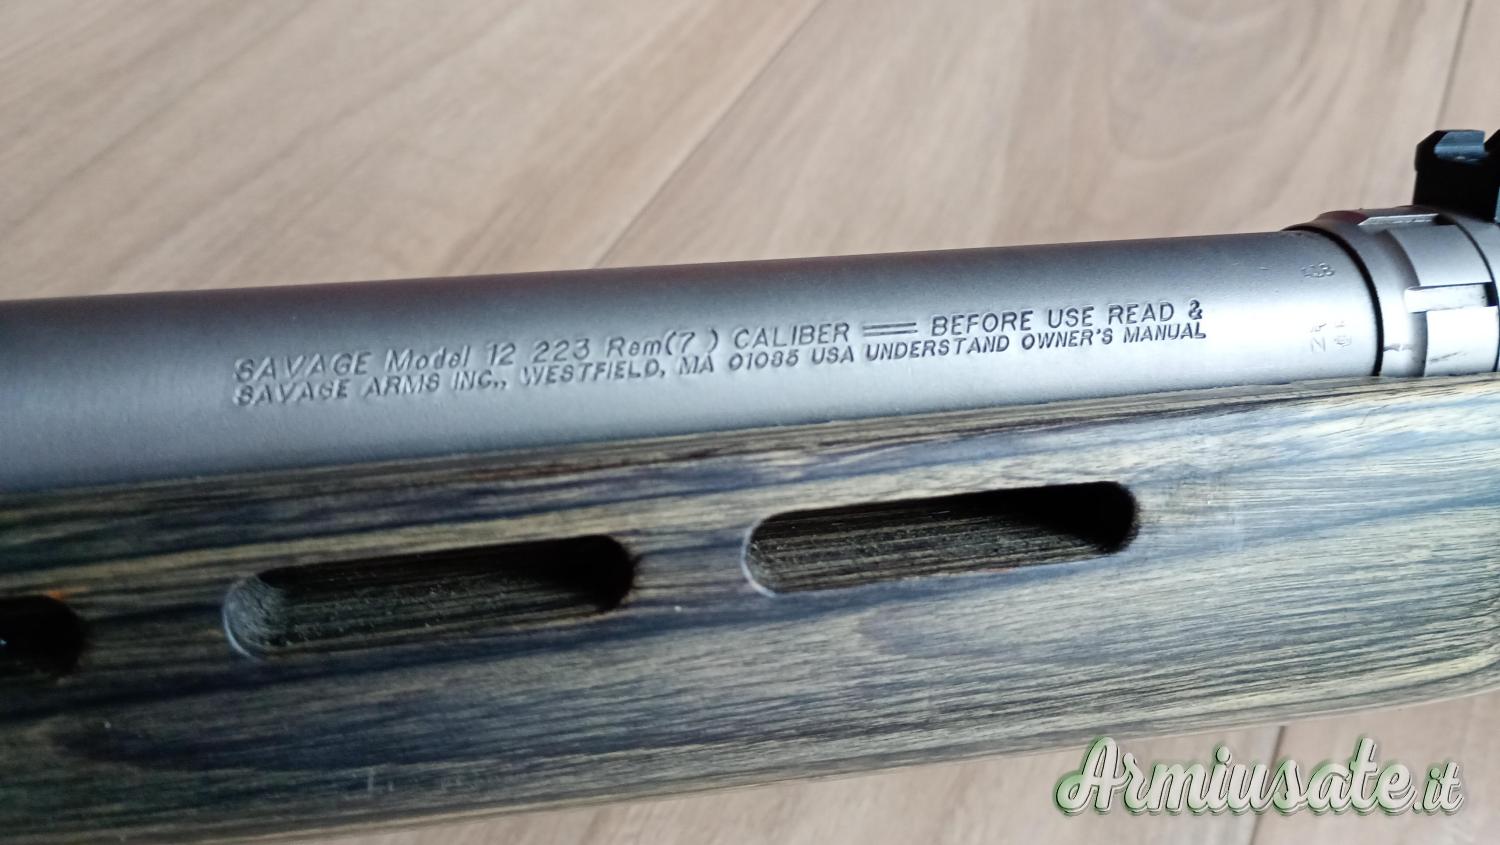 SAVAGE Model 12 223 Rem(7 ) CALIBER BEFORE USE READ &
SAVAGE ARMS INC., WESTFIELD, MA 01085 USA UNDERSTAND OWNER'S MANUAL
Armiusate.it